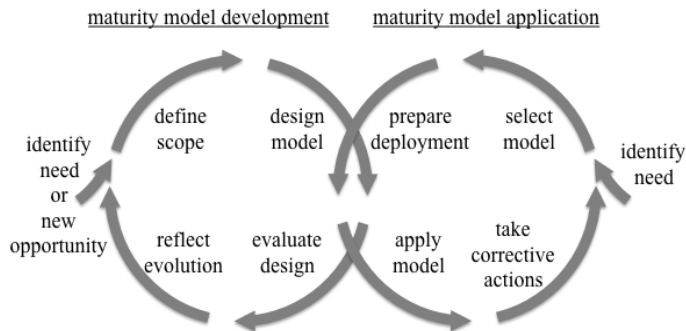 maturity model development
maturity model application
define
scope
design
model
prepare
deployment
select
model
identify
need
or
new
opportunity
identify
need
reflect
evolution
evaluate
design
apply
model
take
corrective
actions